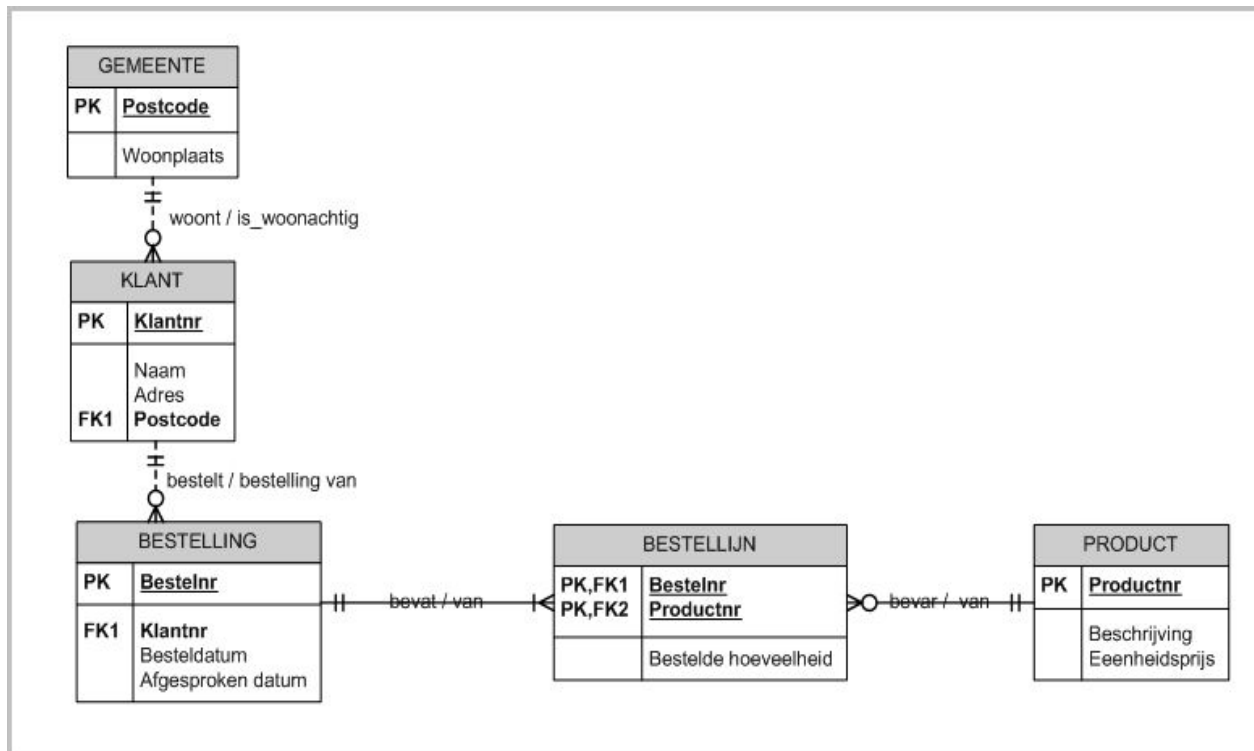 GEMEENTE
PK Postcode
Woonplaats
woont / is_woonachtig
KLANT
PK Klantnr
Naam
Adres
FK1 Postcode
bestelt / bestelling van
BESTELLING
PK Bestelnr
FK1 Klantnr
Besteldatum
Afgesproken datum
bevat / van
BESTELLIJN
PK,FK1 Bestelnr
PK,FK2 Productnr
Bestelde hoeveelheid
bevar / van
PRODUCT
PK Productnr
Beschrijving
Eeenheidsprijs